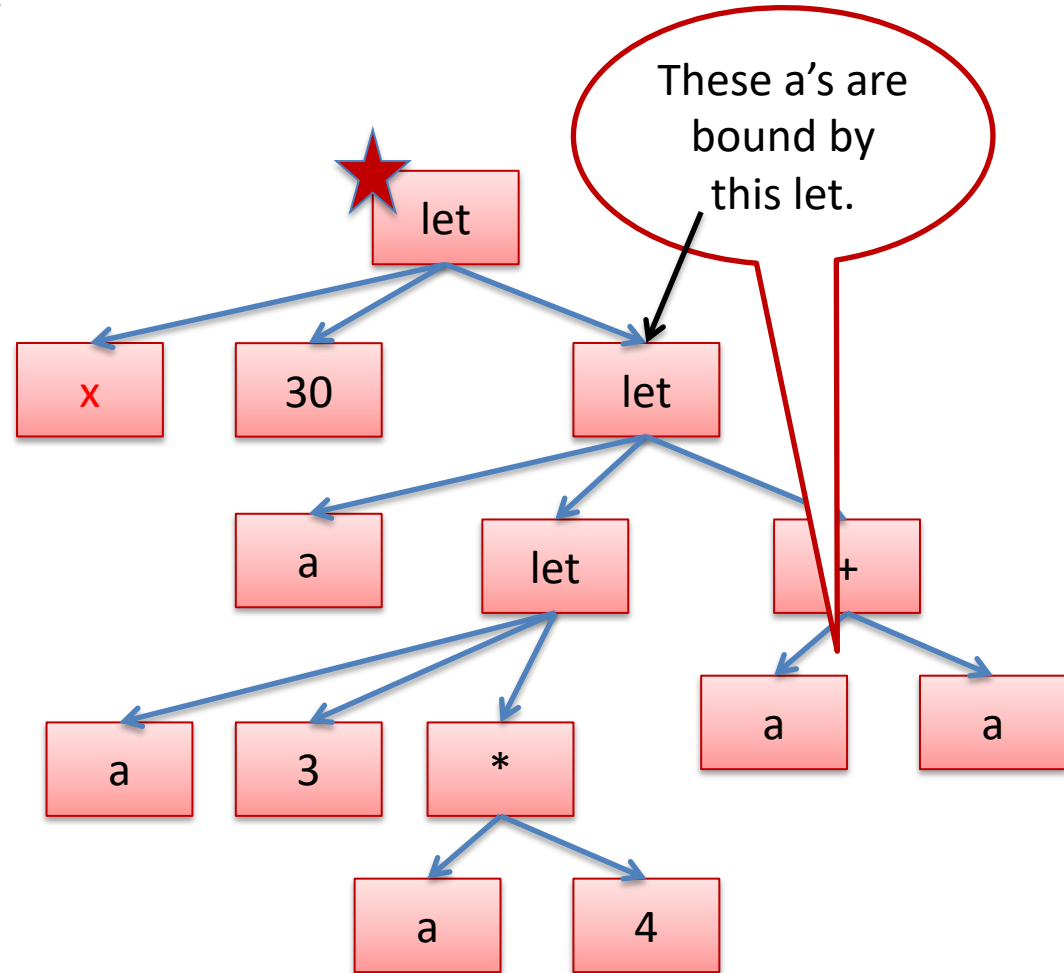 These a’s are
bound by
this let.
let
x
30
let
a
let
+
a
a
a
3
*
a
4